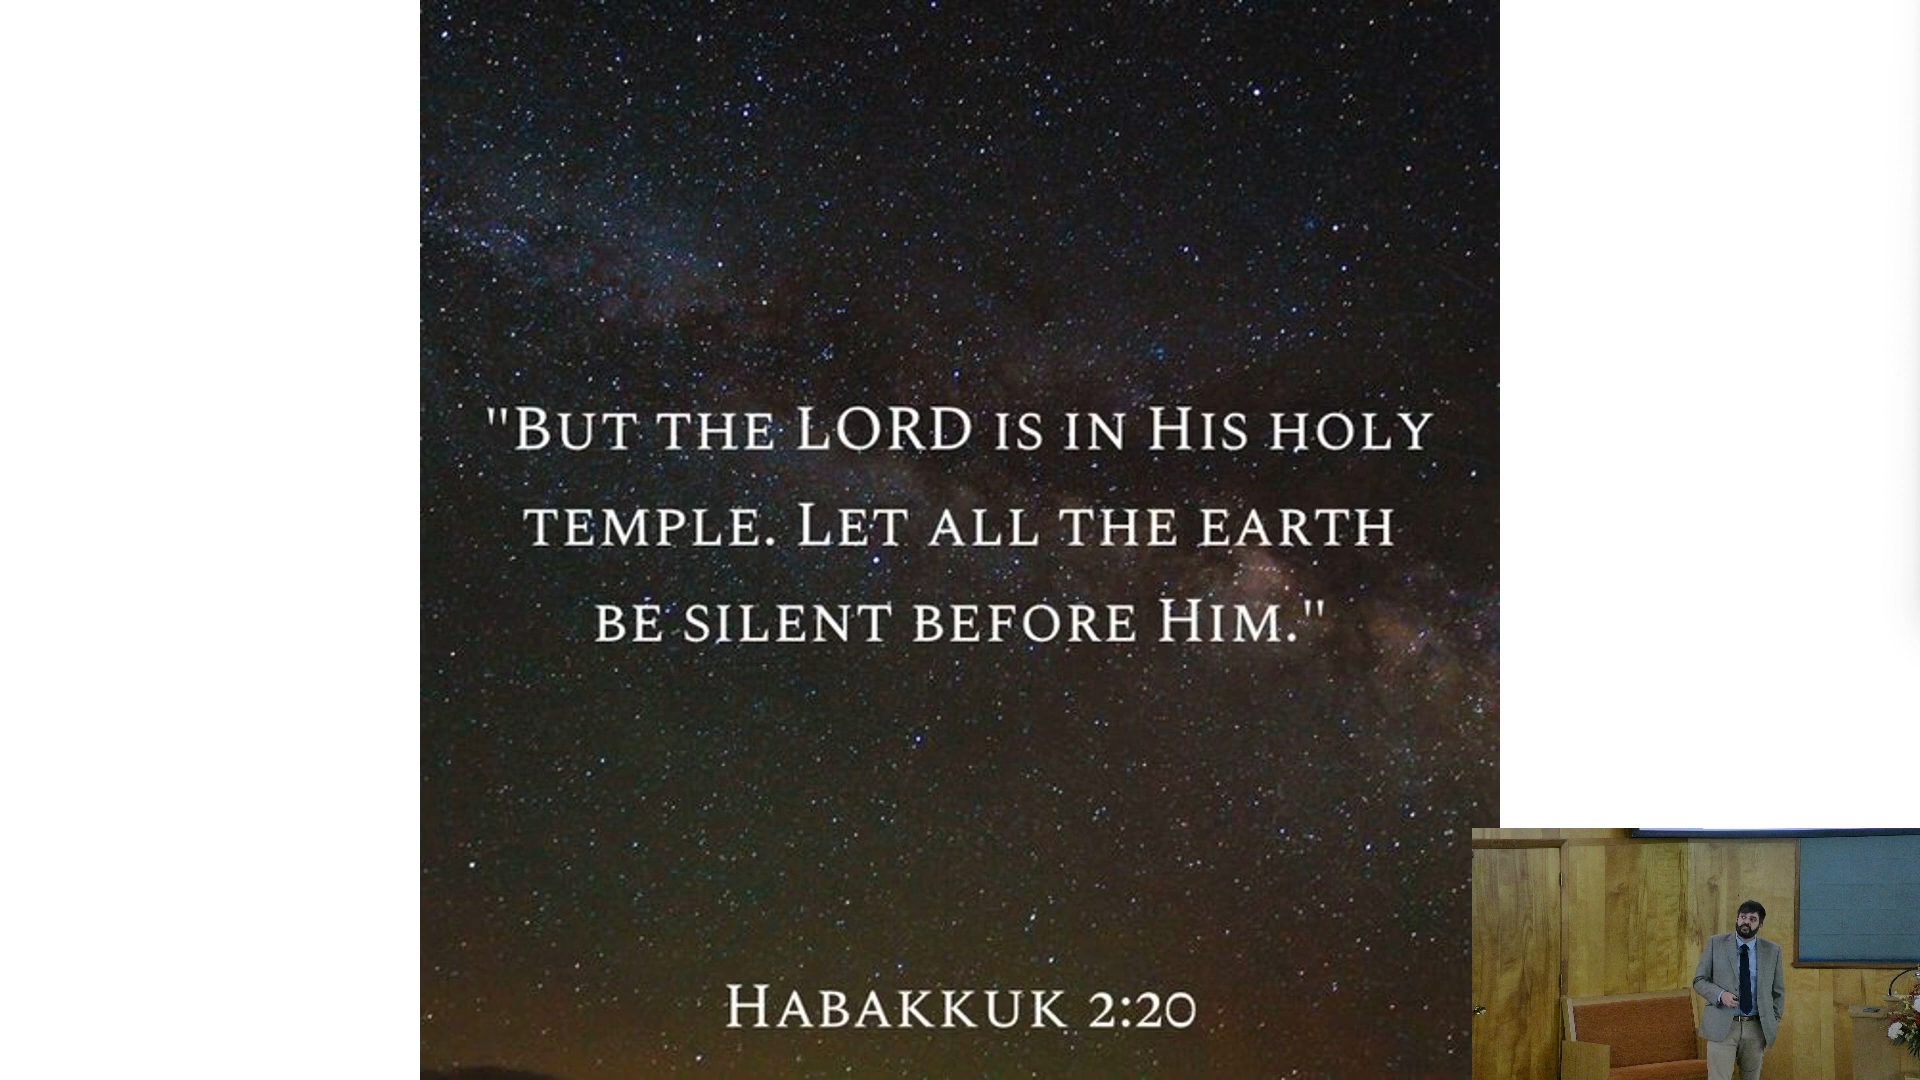 "But the LORD is in His holy
temple. Let all the earth
be silent before Him."
Habakkuk 2:20